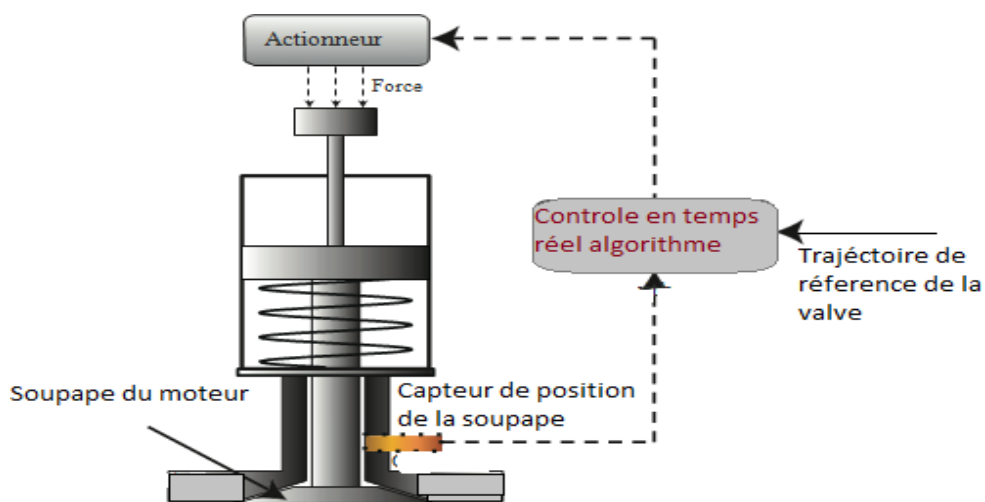 Actionneur
Force
Controle en temps
réel algorithme
Trajéctoire de
réference de la
valve
Soupape du moteur
Capteur de position
de la soupape